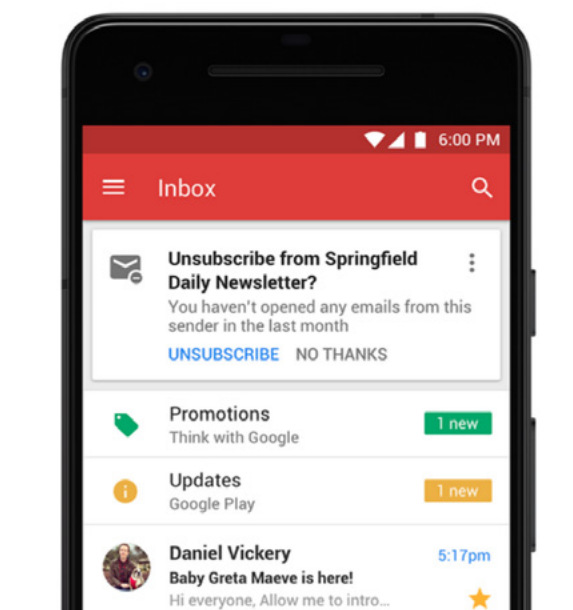 6:00 PM
Inbox
Unsubscribe from Springfield
Daily Newsletter?
You haven't opened any emails from this
sender in the last month
UNSUBSCRIBE NO THANKS
Promotions
1 new
Think with Google
Updates
1 new
Google Play
Daniel Vickery
5:17pm
Baby Greta Maeve is here!
Hi everyone, Allow me to intro...